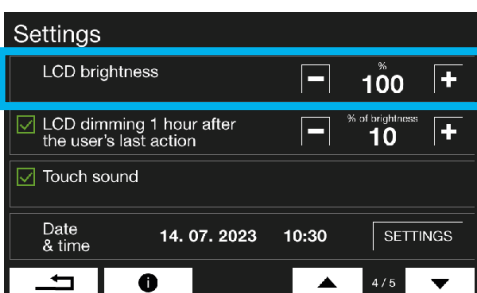 Settings
LCD brightness
%
− 100 +
LCD dimming 1 hour after
the user's last action
% of brightness
− 10 +
Touch sound
Date
& time
14. 07. 2023 10:30 SETTINGS
i 4 / 5